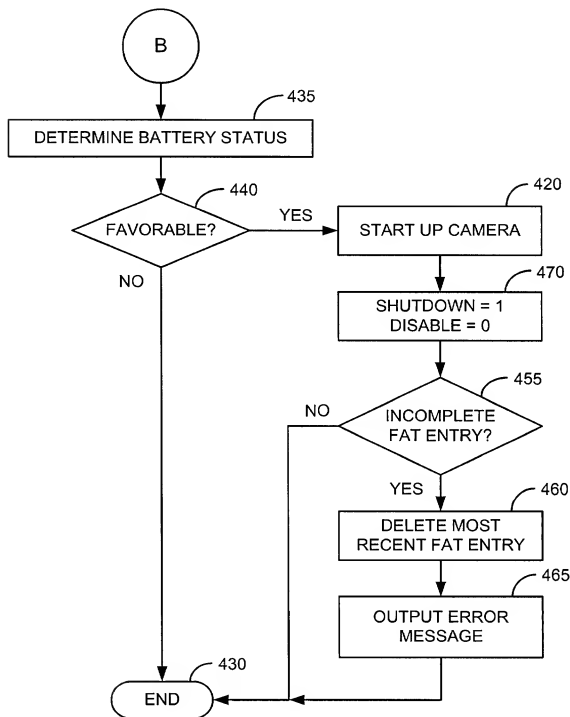 B
435
DETERMINE BATTERY STATUS
440
FAVORABLE?
YES
NO
420
START UP CAMERA
470
SHUTDOWN = 1
DISABLE = 0
455
INCOMPLETE
FAT ENTRY?
NO
YES
460
DELETE MOST
RECENT FAT ENTRY
465
OUTPUT ERROR
MESSAGE
430
END